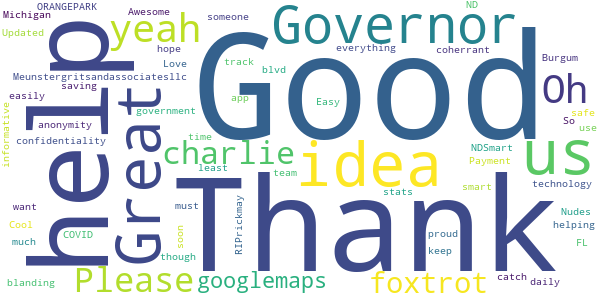 ORANGEPARK
Michigan
Awesome
someone
ND
Updated
yeah
Governor
hope
everything
coherrant
Love
track
blvd
Burgum
Meunstergritsandassociatesllc
Good
saving
app
Easy
Oh
easily
government
informative
help
Great
anonymity
So
safe
use
confidentiality
charlie
time
idea
us
NDSmart
Payment
least
team
smart
technology
Thank
stats
want
must
RIPrickmay
Nudes
Cool
proud
helping
much
COVID
soon
keep
FL
though
blanding
Please
googlemaps
foxtrot
catch
daily